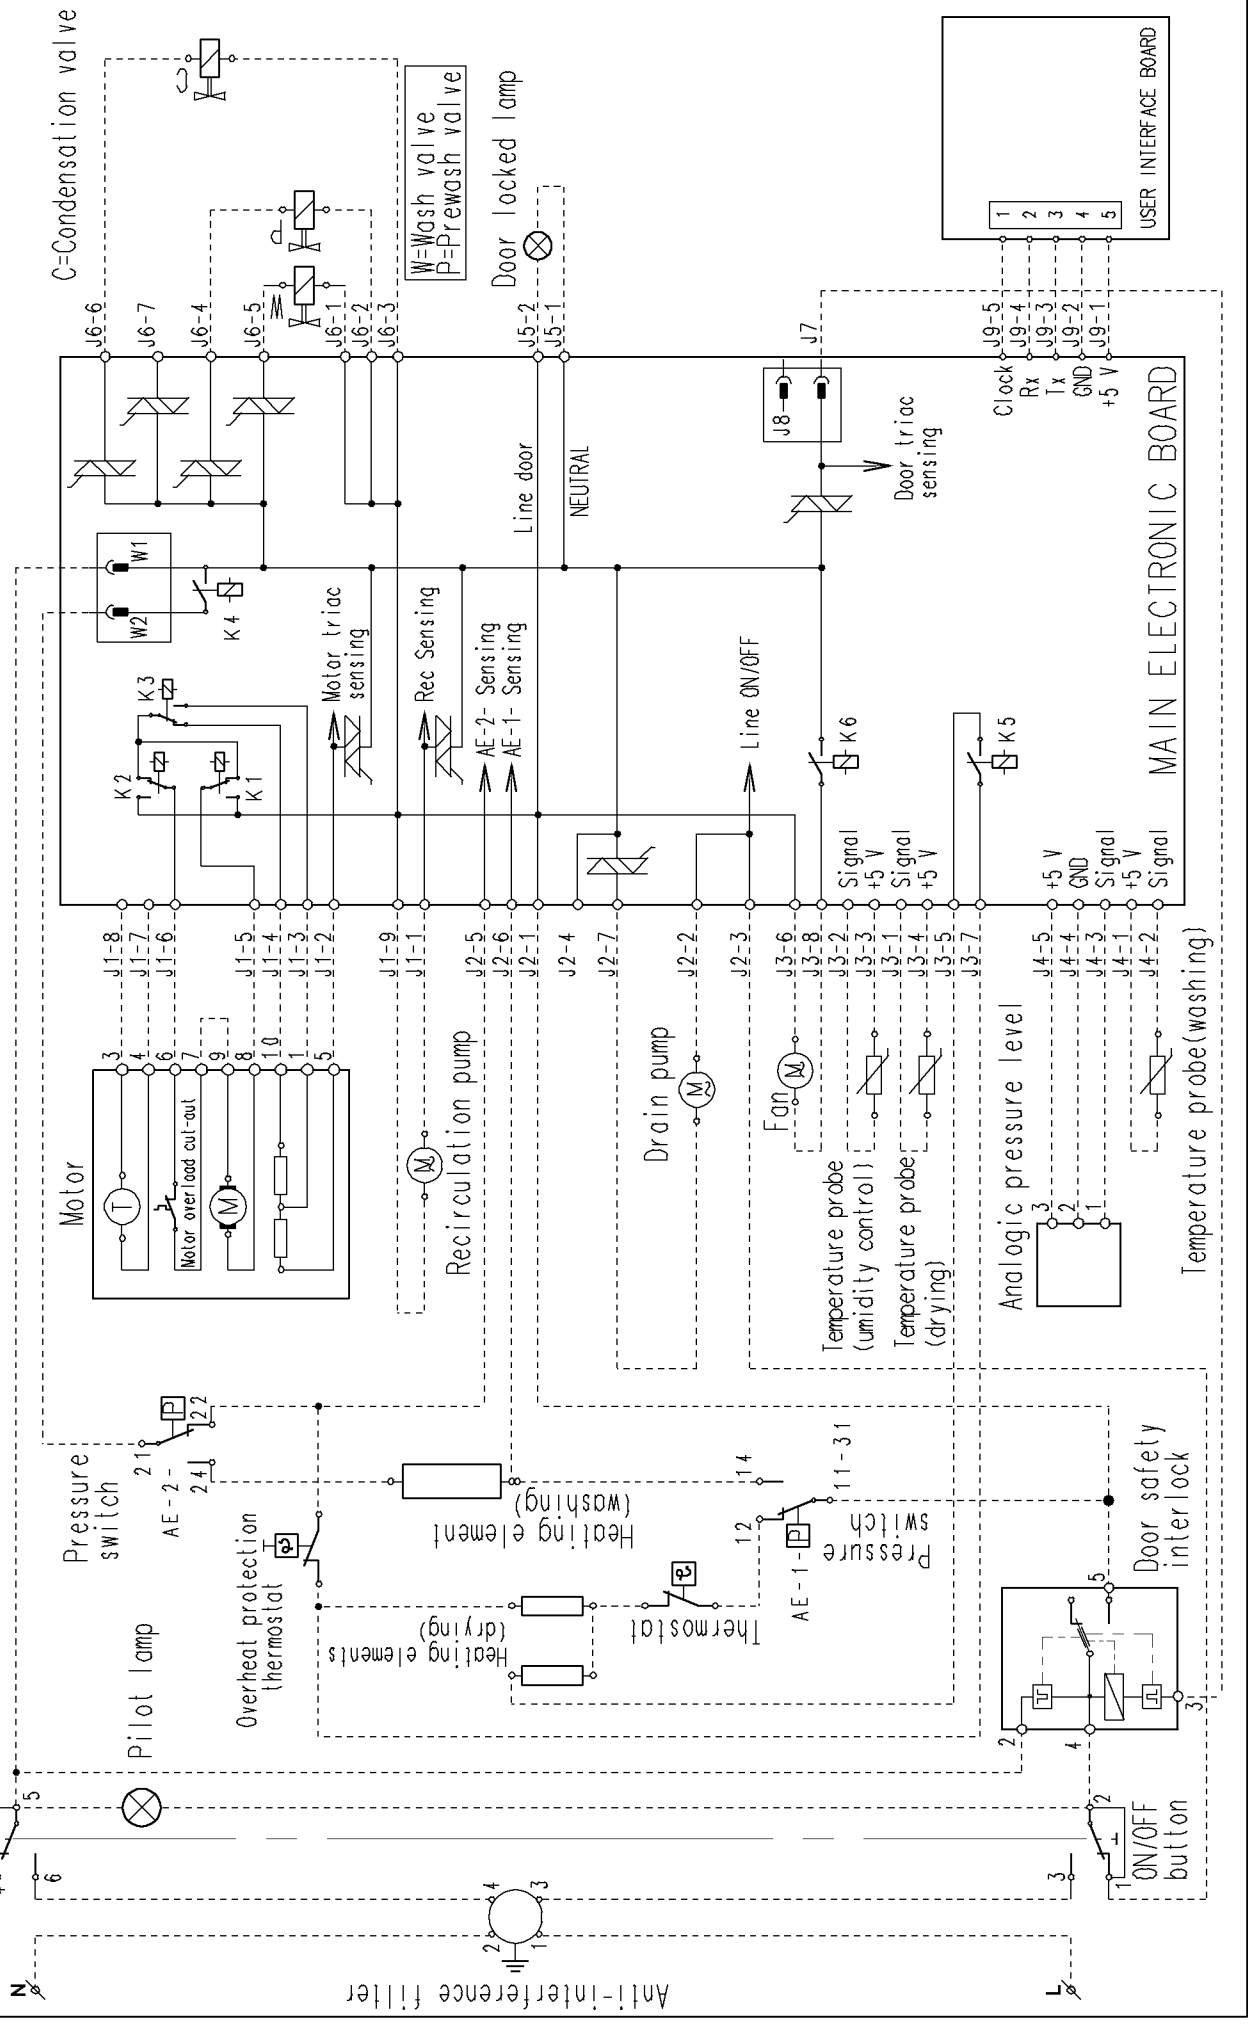 C=Condensation valve
C
P
W
W=Wash valve
P=Prewash valve
Door locked lamp
J6-6
J6-7
J6-4
J6-5
J6-1
J6-2
J6-3
J5-2
J5-1
J7
J9-5
J9-4
J9-3
J9-2
J9-1
1
2
3
4
5
USER INTERFACE BOARD
Clock
Rx
Tx
GND
+5 V
J8
Door triac
sensing
Line door
NEUTRAL
W1
W2
K4
K3
K2
K1
Motor triac
sensing
Rec Sensing
AE-2- Sensing
AE-1- Sensing
Line ON/OFF
K6
K5
MAIN ELECTRONIC BOARD
Signal
+5 V
Signal
+5 V
+5 V
GND
Signal
+5 V
Signal
J1-8
J1-7
J1-6
J1-5
J1-4
J1-3
J1-2
J1-9
J1-1
J2-5
J2-6
J2-1
J2-4
J2-7
J2-2
J2-3
J3-6
J3-8
J3-2
J3-3
J3-1
J3-4
J3-5
J3-7
J4-5
J4-4
J4-3
J4-1
J4-2
3
4
6
7
9
8
10
1
5
Motor
T
Motor overload cut-out
M
M
Recirculation pump
Drain pump
M
Fan
M
Temperature probe
(umidity control)
Temperature probe
(drying)
Analogic pressure level
3
2
1
Temperature probe(washing)
Pressure
switch
AE-2-
21
22
24
P
Overheat protection
thermostat
Heating element
(washing)
Heating elements
(drying)
Thermostat
14
12
11-31
P
AE-1-
Pressure
switch
Door safety
interlock
5
2
4
3
Pilot lamp
5
6
ON/OFF
button
2
3
1
4
3
2
1
N
L
Anti-interference filter